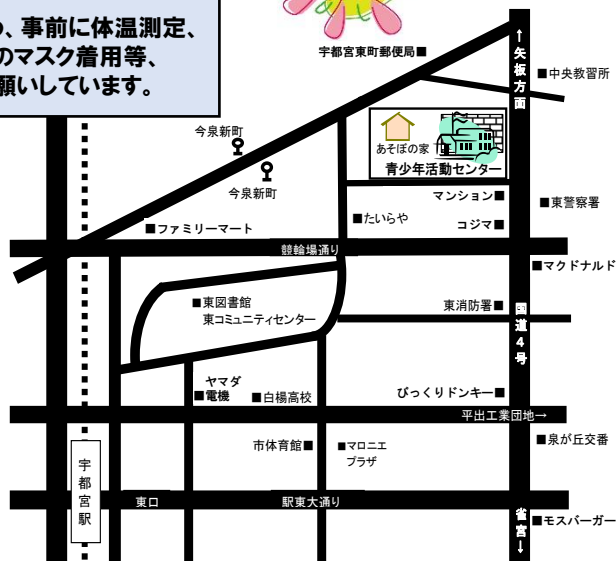 、事前に体温測定、
のマスク着用等、
願いしています。
宇都宮東町郵便局■
↑矢板方面
■中央教習所
今泉新町
今泉新町
あそぼの家
青少年活動センター
マンション■
■東警察署
■ファミリーマート
■たいらや
コジマ■
競輪場通り
■マクドナルド
■東図書館
東コミュニティセンター
東消防署■
国道4号
ヤマダ
■電機
■白楊高校
びっくりドンキー■
平出工業団地→
市体育館■
■マロニエ
プラザ
■泉が丘交番
宇都宮駅
東口
駅東大通り
雀宮↓
■モスバーガー